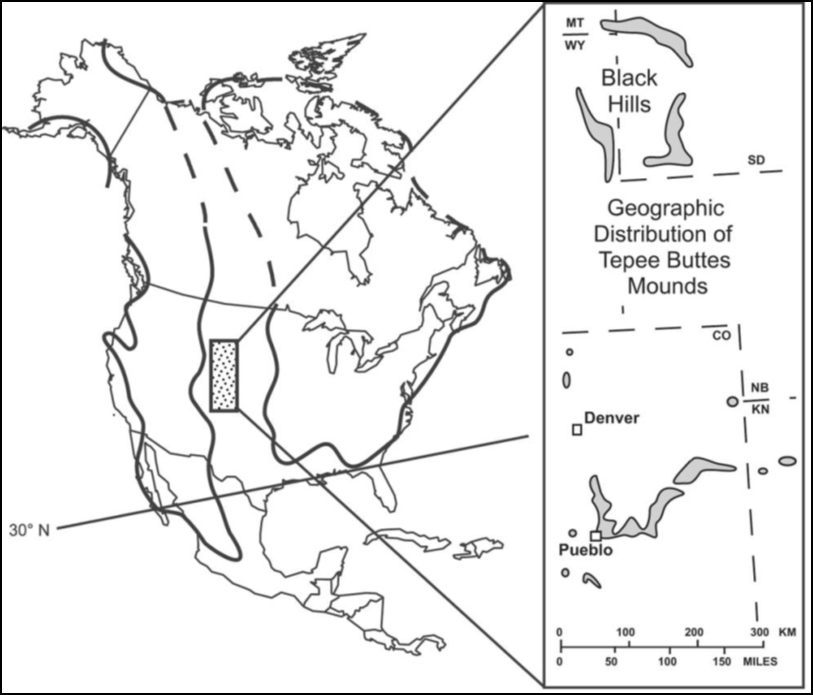 MT
WY
Black
Hills
SD
Geographic
Distribution of
Tepee Buttes
Mounds
CO
NB
KN
Denver
30° N
Pueblo
0 100 200 300 KM
0 50 100 150 MILES